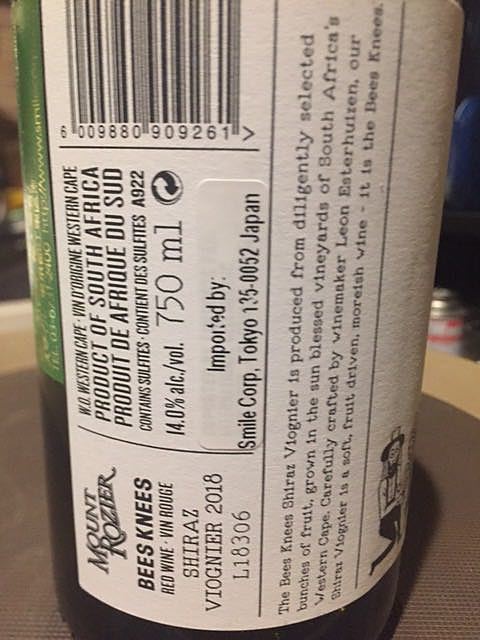 6 009880 909261 >
W.O. WESTERN CAPE · VIN D'ORIGINE WESTERN CAPE
PRODUCT OF SOUTH AFRICA
PRODUIT DE AFRIQUE DU SUD
CONTAINS SULFITES · CONTIENT DES SULFITES A922
14.0% alc./vol. 750 ml
Imported by:
Smile Corp, Tokyo 135-0052 Japan
MOUNT
ROZIER
BEES KNEES
RED WINE · VIN ROUGE
SHIRAZ
VIOGNIER 2018
L18306
The Bees Knees Shiraz Viognier is produced from diligently selected
bunches of fruit, grown in the sun blessed vineyards of South Africa's
Western Cape. Carefully crafted by winemaker Leon Esterhuizen, our
Shiraz Viognier is a soft, fruit driven, moreish wine - it is the Bees Knees.